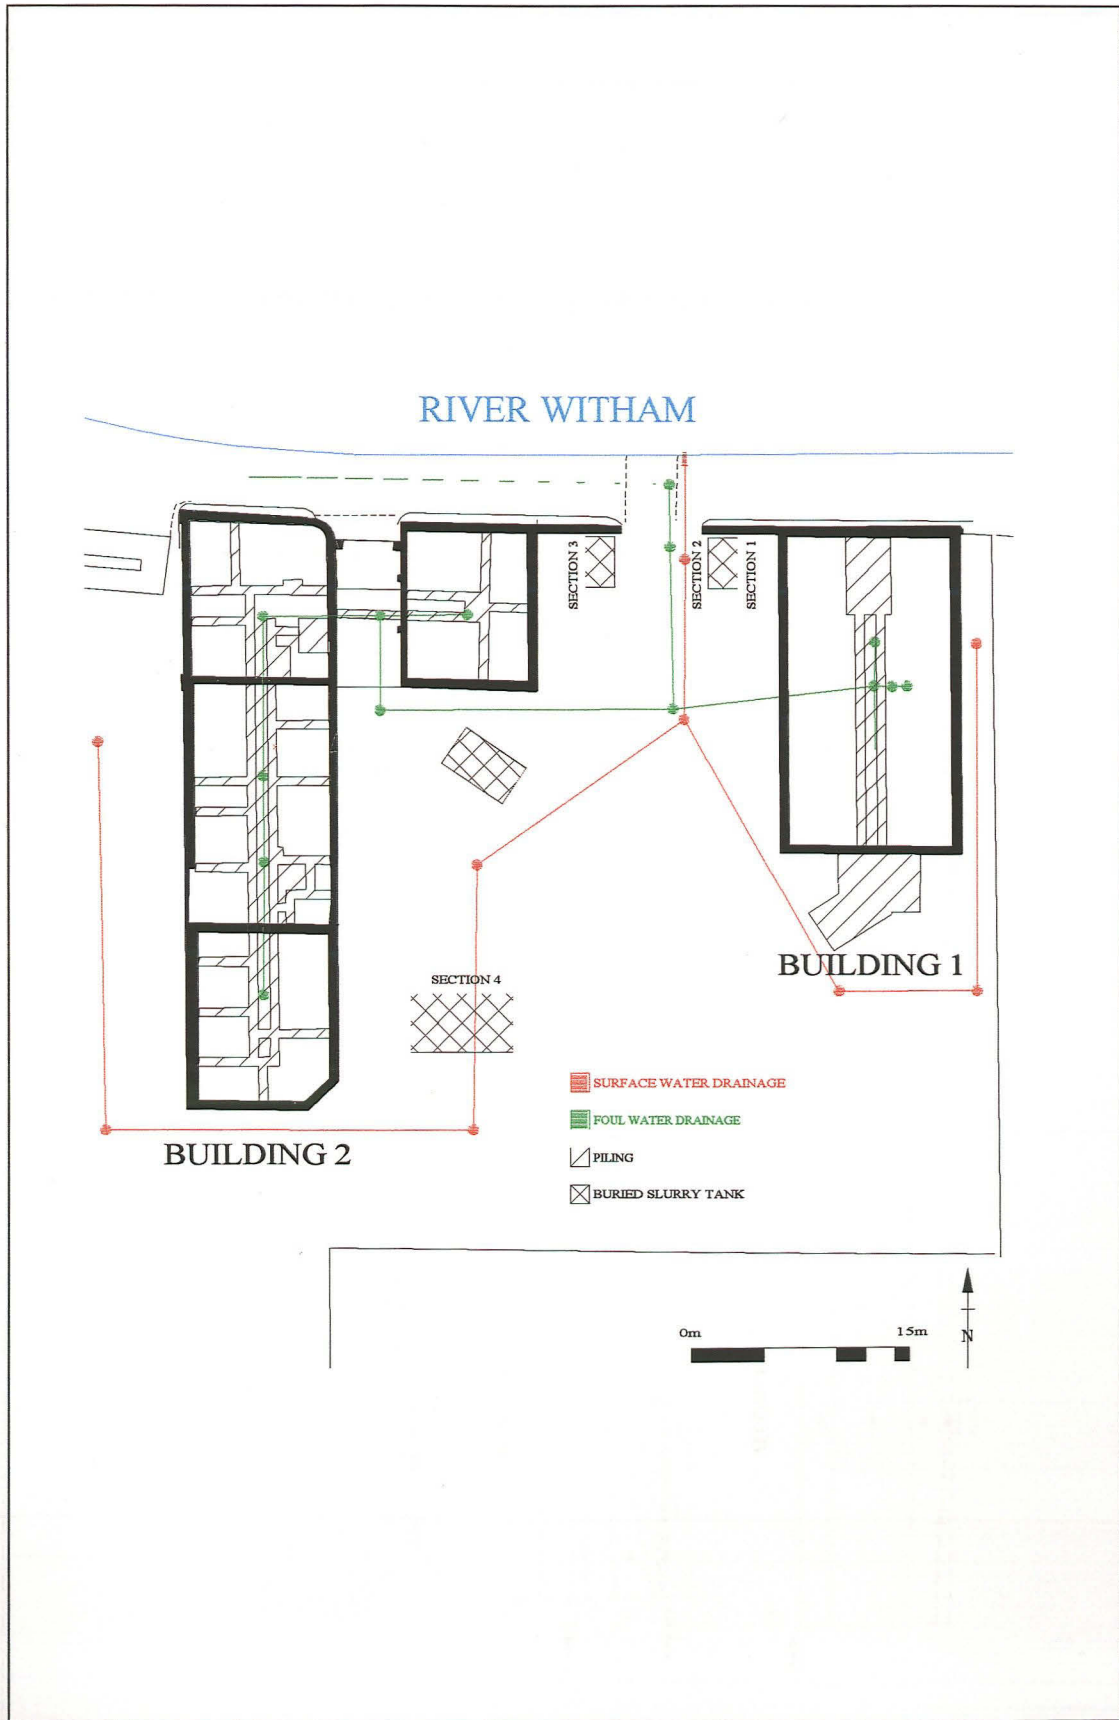 RIVER WITHAM
SECTION 3
SECTION 2
SECTION 1
BUILDING 1
SECTION 4
SURFACE WATER DRAINAGE
FOUL WATER DRAINAGE
PILING
BURIED SLURRY TANK
BUILDING 2
0m
15m
N